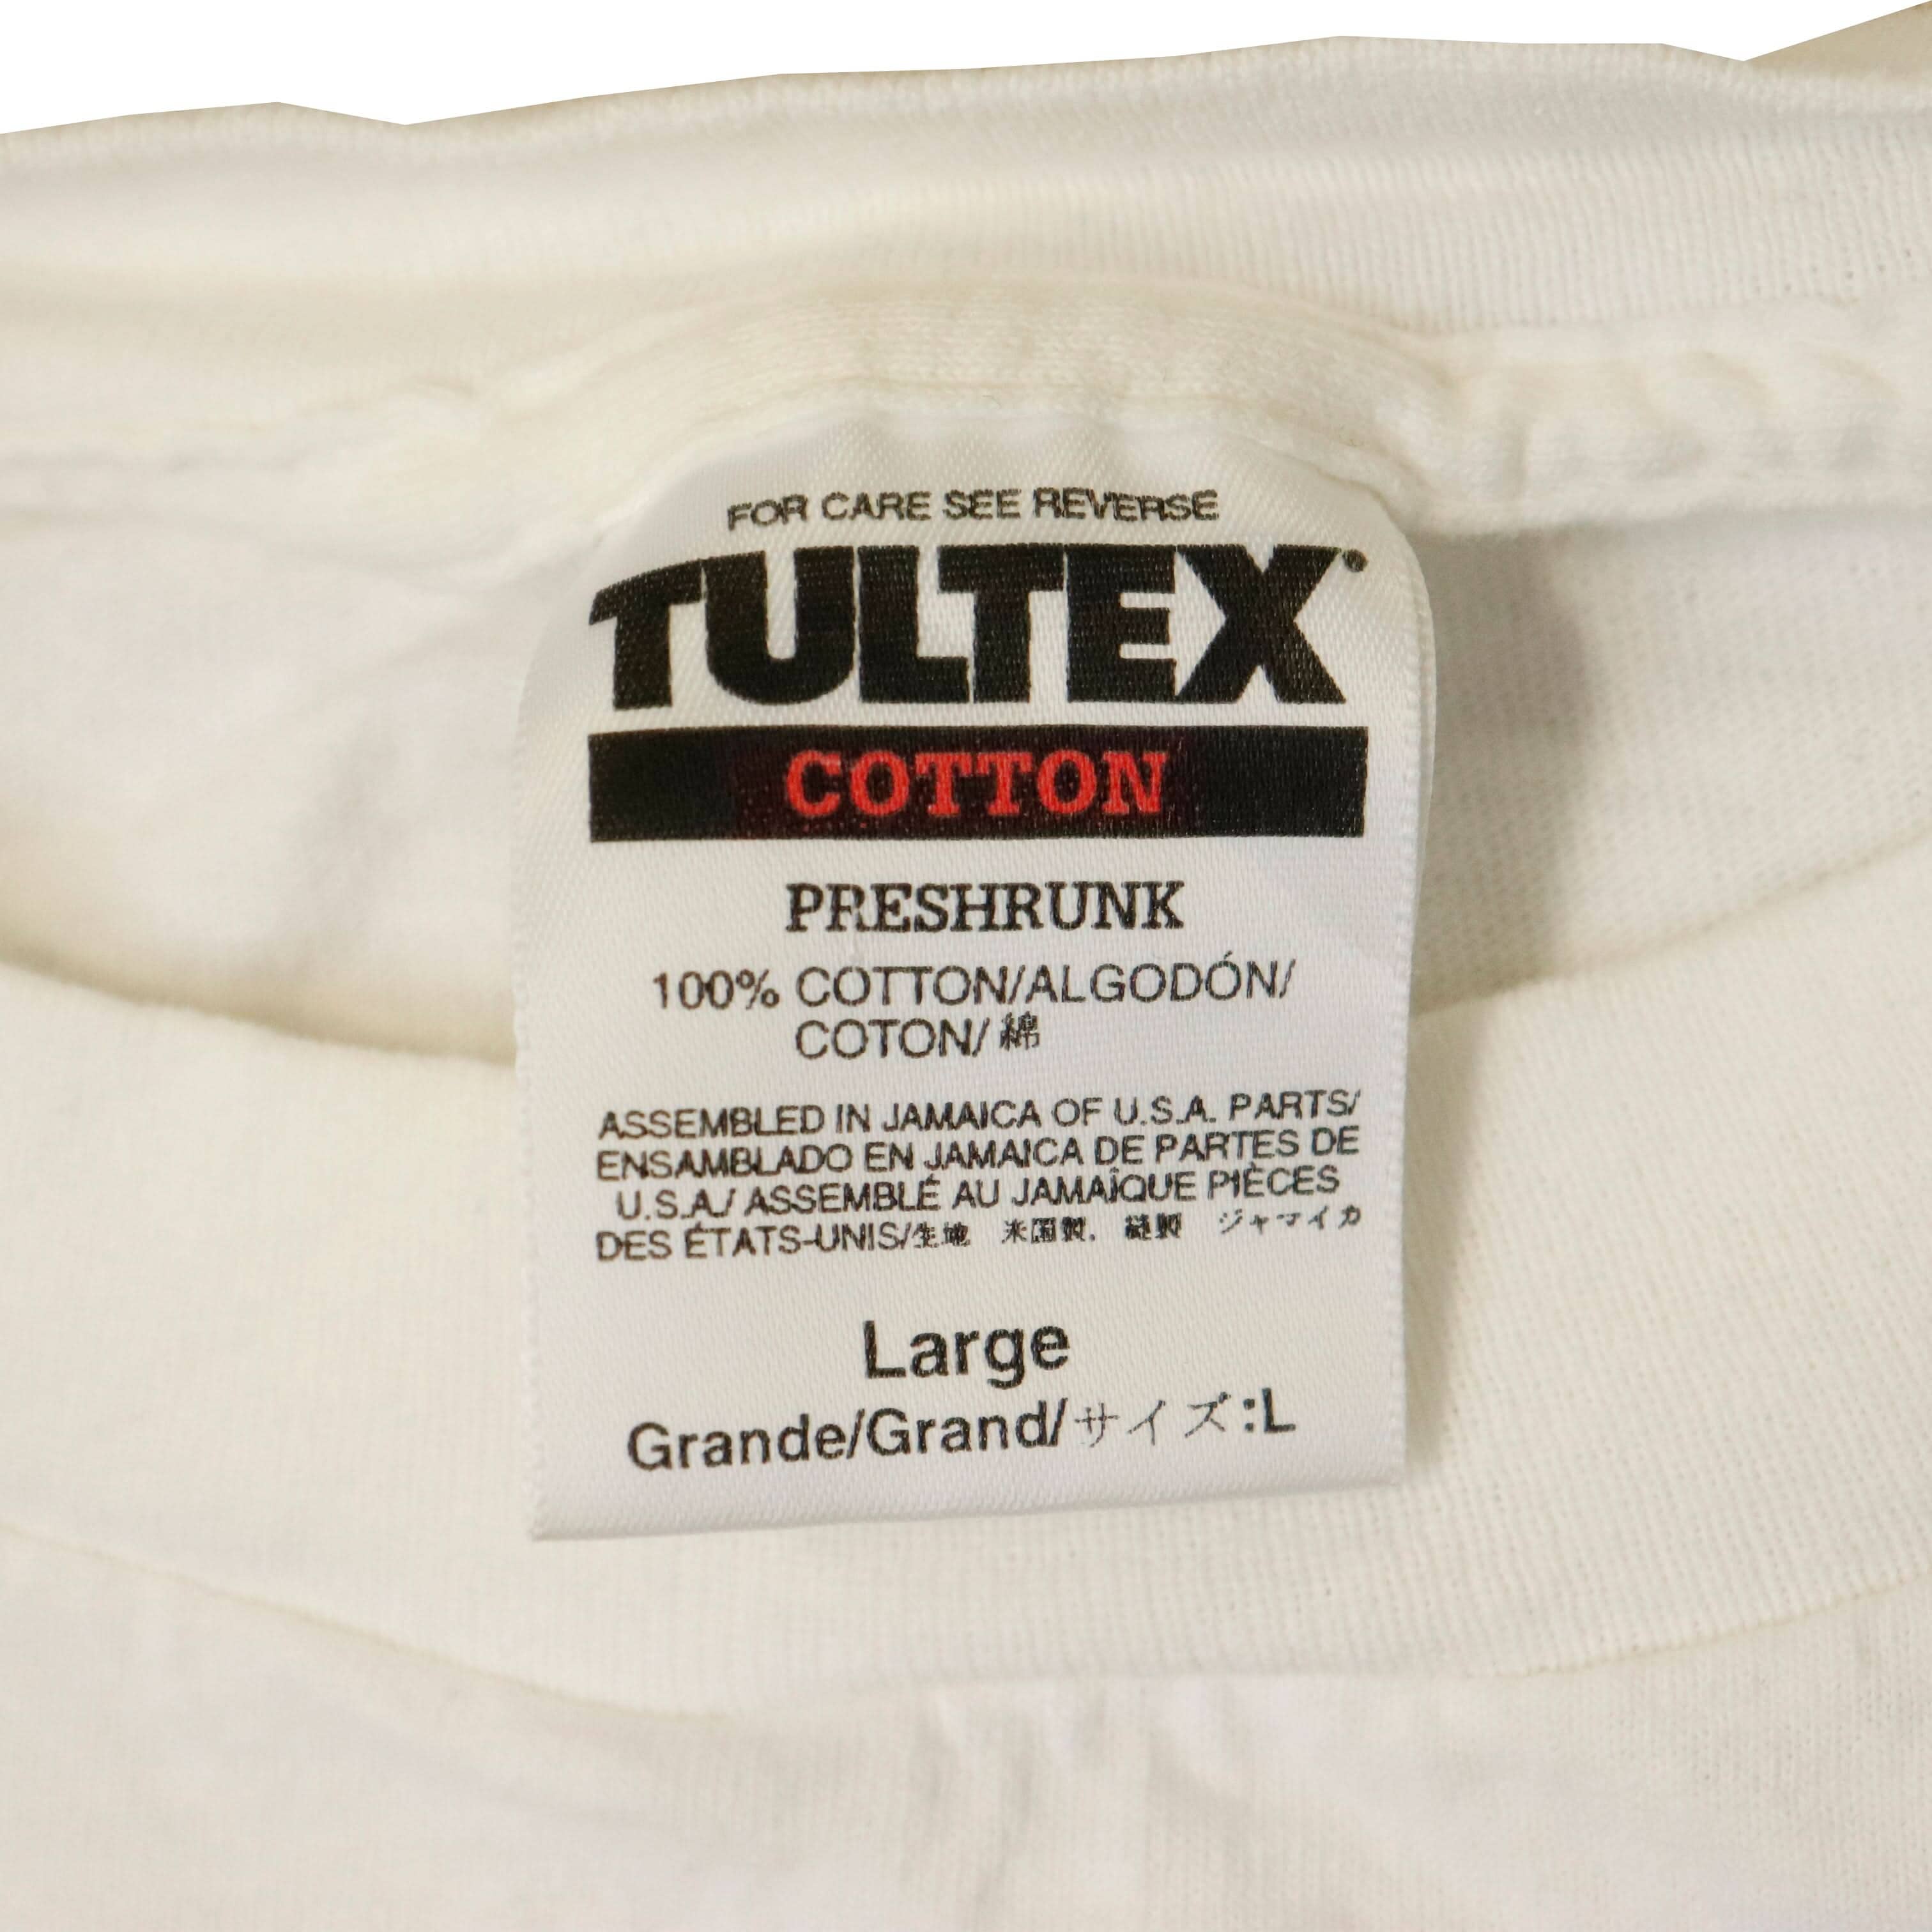 FOR CARE SEE REVERSE
TULTEX
COTTON
PRESHRUNK
100% COTTON/ALGODÓN/
COTON/綿
ASSEMBLED IN JAMAICA OF U.S.A. PARTS/
ENSAMBLADO EN JAMAICA DE PARTES DE
U.S.A./ ASSEMBLÉ AU JAMAÏQUE PIÈCES
DES ÉTATS-UNIS/生地 米国製. 縫製 ジャマイカ
Large
Grande/Grand/サイズ:L